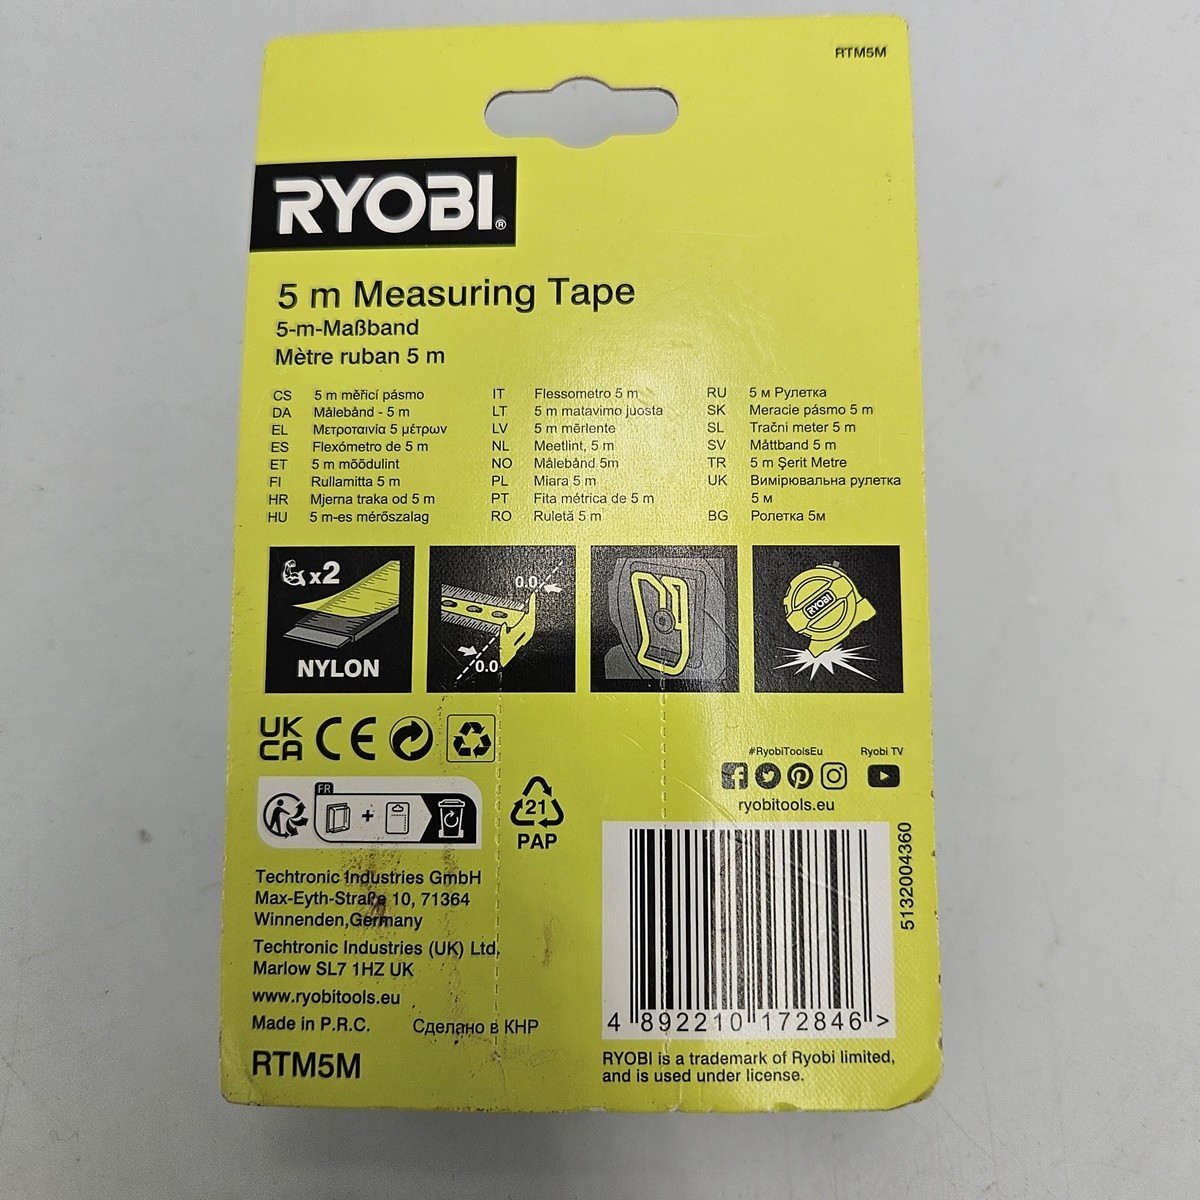 RTM5M
RYOBI®
5 m Measuring Tape
5-m-Maßband
Mètre ruban 5 m
CS 5 m měřicí pásmo
DA Målebånd - 5 m
EL Μετροταινία 5 μέτρων
ES Flexómetro de 5 m
ET 5 m mõõdulint
FI Rullamitta 5 m
HR Mjerna traka od 5 m
HU 5 m-es mérőszalag
IT Flessometro 5 m
LT 5 m matavimo juosta
LV 5 m mērlente
NL Meetlint, 5 m
NO Målebånd 5m
PL Miara 5 m
PT Fita métrica de 5 m
RO Ruletă 5 m
RU 5 м Рулетка
SK Meracie pásmo 5 m
SL Tračni meter 5 m
SV Måttband 5 m
TR 5 m Şerit Metre
UK Вимірювальна рулетка
5 м
BG Ролетка 5м
x2
NYLON
0.0
0.0
RYOBI
UK
CA CE
FR
+
21
PAP
#RyobiToolsEu
Ryobi TV
ryobitools.eu
Techtronic Industries GmbH
Max-Eyth-Straße 10, 71364
Winnenden,Germany
Techtronic Industries (UK) Ltd.
Marlow SL7 1HZ UK
www.ryobitools.eu
Made in P.R.C. Сделано в КНР
RTM5M
5132004360
4 892210 172846 >
RYOBI is a trademark of Ryobi limited,
and is used under license.